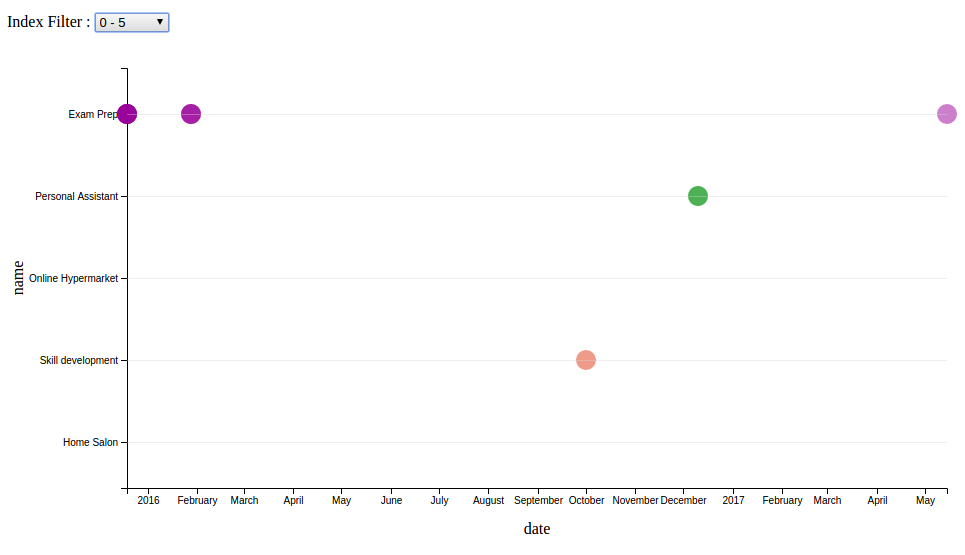 Index Filter : 0 - 5
Exam Prep
Personal Assistant
Online Hypermarket
Skill development
Home Salon
name
2016 February March April May June July August September October November December 2017 February March April May
date